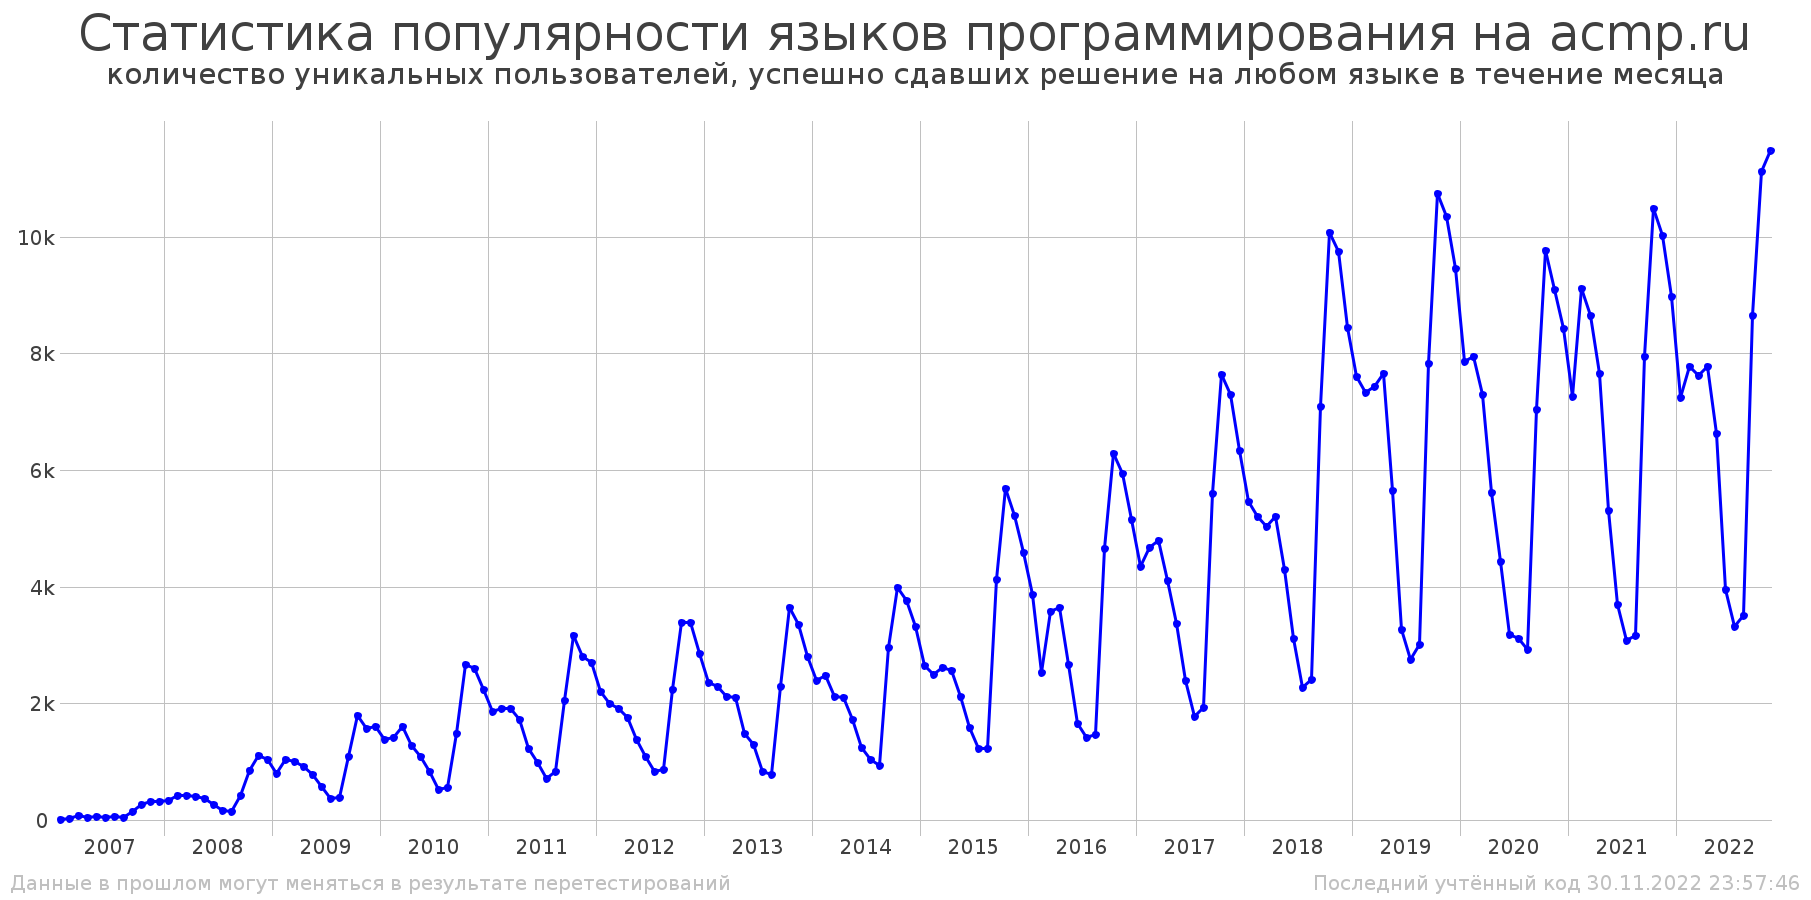 Статистика популярности языков программирования на acmp.ru
количество уникальных пользователей, успешно сдавших решение на любом языке в течение месяца
10k
8k
6k
4k
2k
0
2007 2008 2009 2010 2011 2012 2013 2014 2015 2016 2017 2018 2019 2020 2021 2022
Данные в прошлом могут меняться в результате перетестирований
Последний учтённый код 30.11.2022 23:57:46